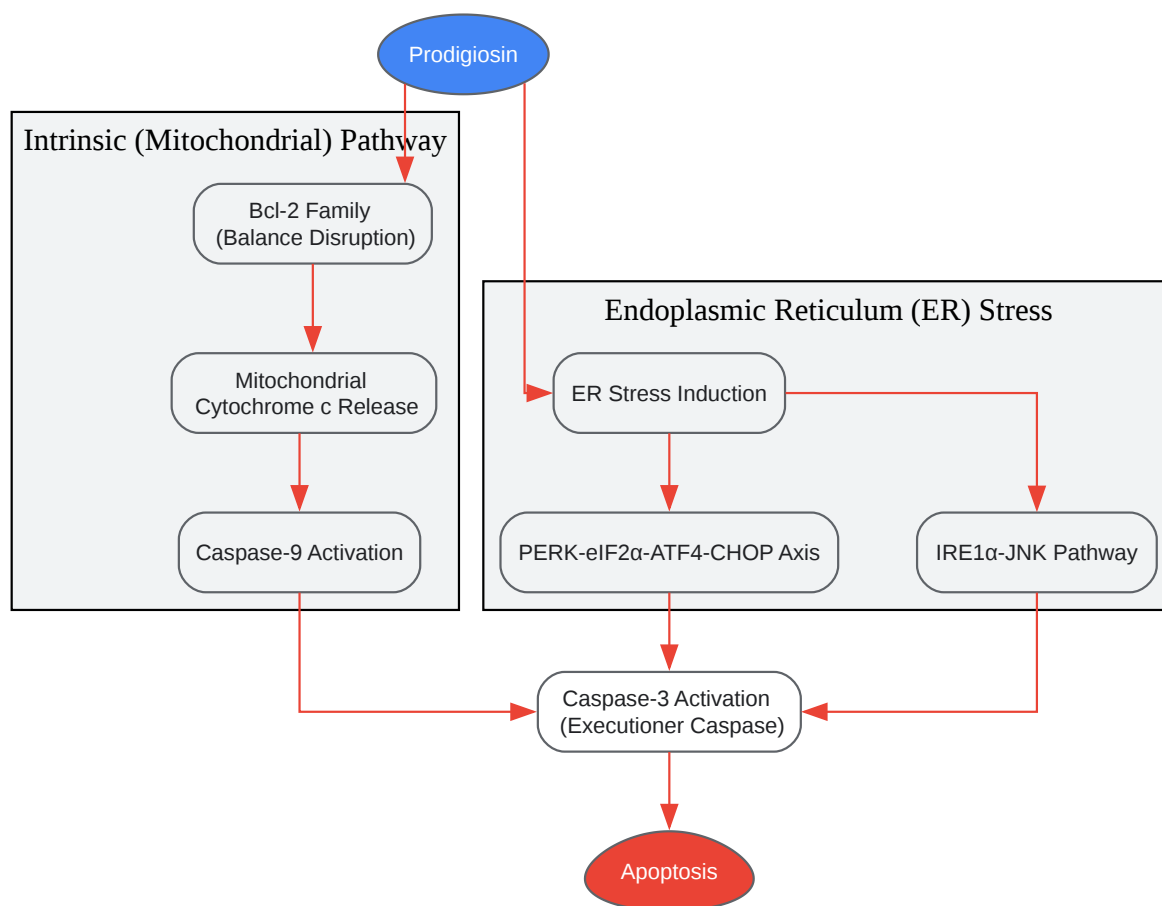 Prodigiosin
Intrinsic (Mitochondrial) Pathway
Bcl-2 Family
(Balance Disruption)
Mitochondrial
Cytochrome c Release
Caspase-9 Activation
Endoplasmic Reticulum (ER) Stress
ER Stress Induction
PERK-eIF2α-ATF4-CHOP Axis
IRE1α-JNK Pathway
Caspase-3 Activation
(Executioner Caspase)
Apoptosis